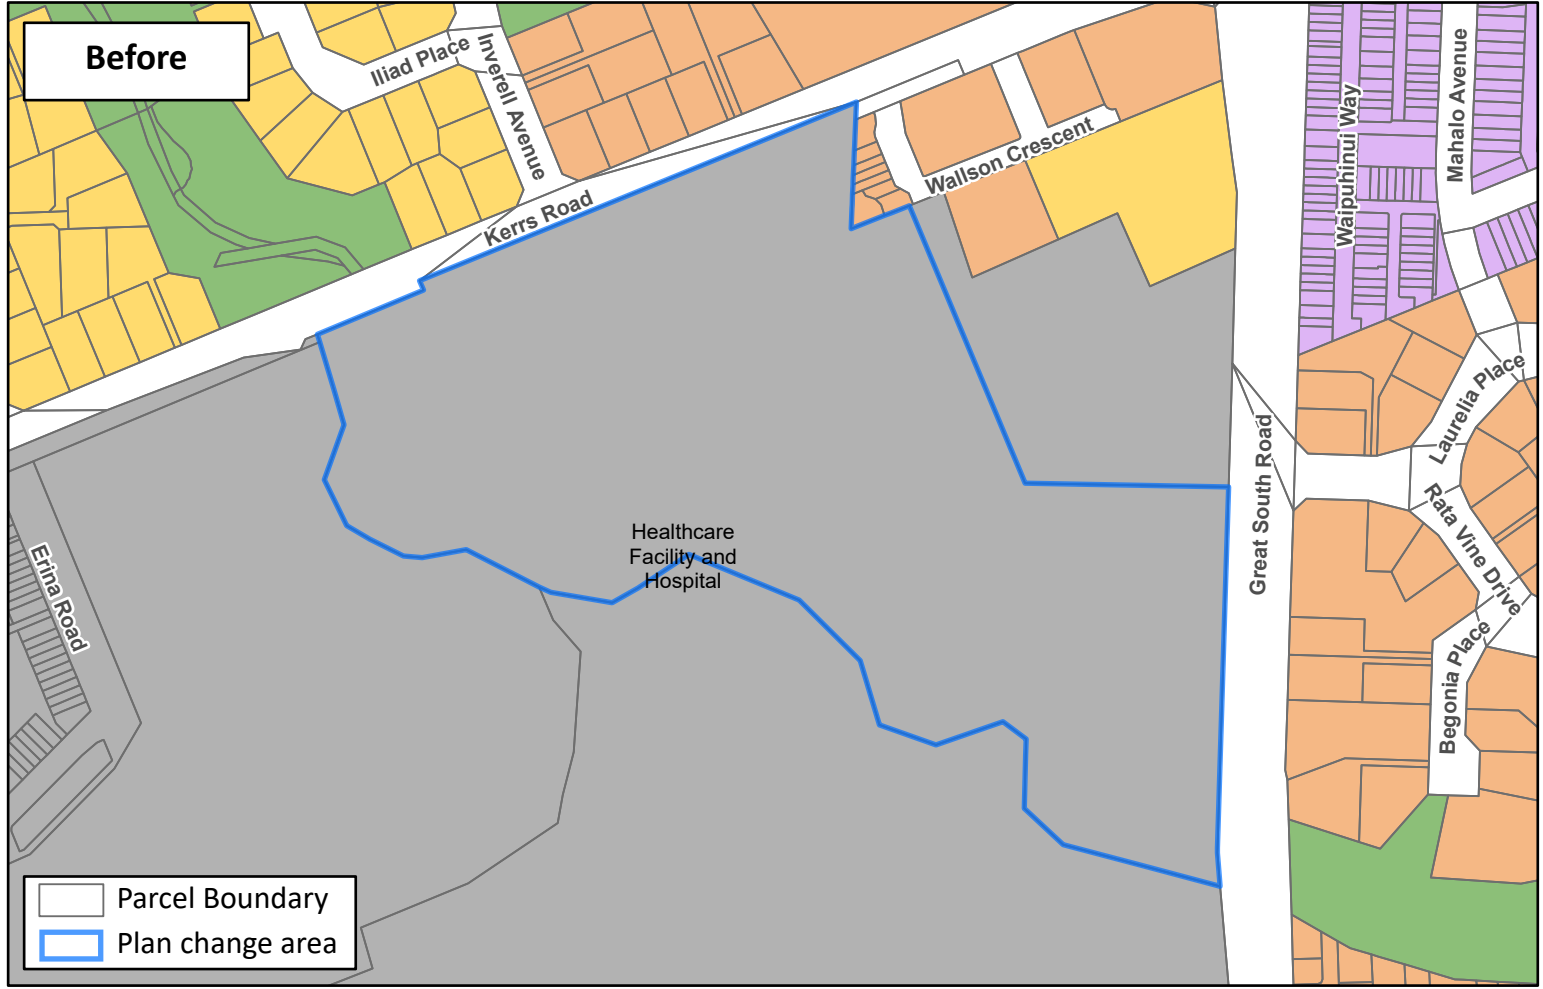 Before
Iliad Place
Inverell Avenue
Kerrs Road
Wallson Crescent
Waipuhinui Way
Mahalo Avenue
Laurelia Place
Great South Road
Rata Vine Drive
Begonia Place
Erina Road
Healthcare
Facility and
Hospital
Parcel Boundary
Plan change area